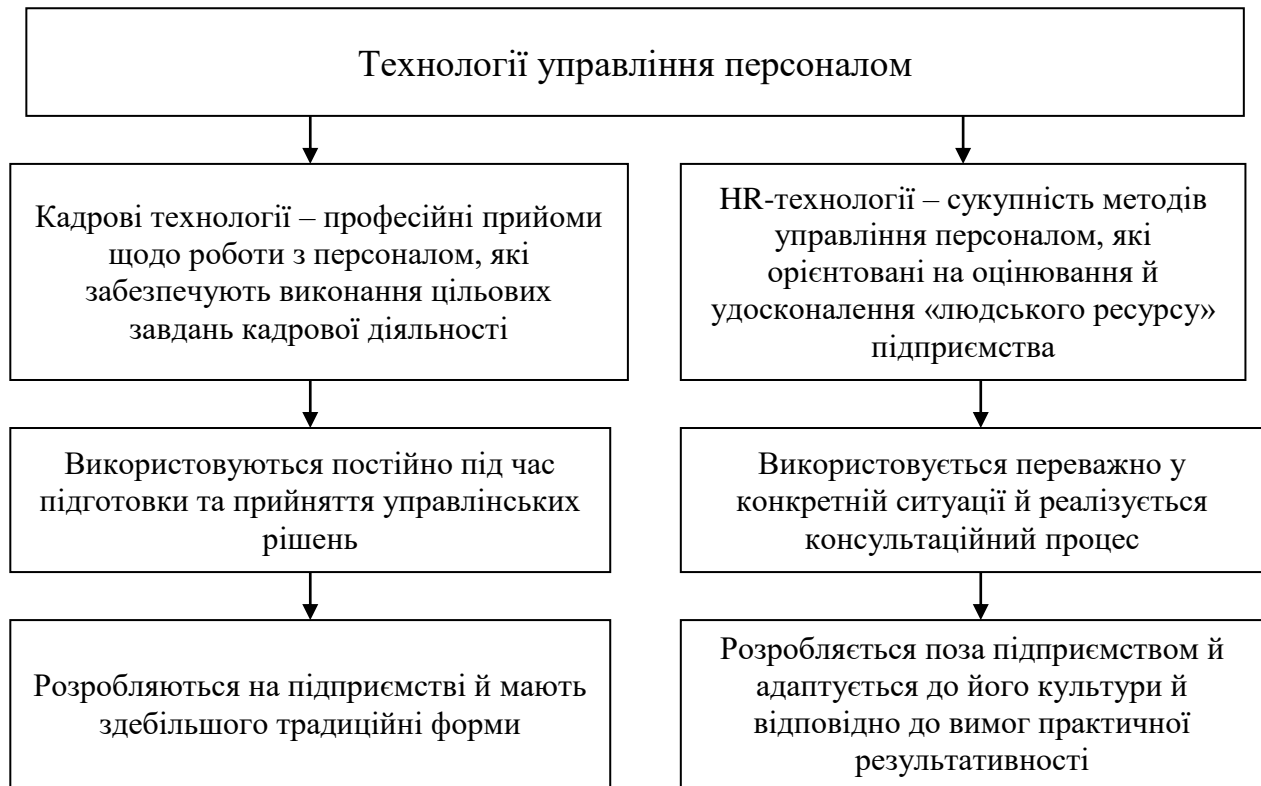 Технології управління персоналом
Кадрові технології – професійні прийоми
щодо роботи з персоналом, які
забезпечують виконання цільових
завдань кадрової діяльності
HR-технології – сукупність методів
управління персоналом, які
орієнтовані на оцінювання й
удосконалення «людського ресурсу»
підприємства
Використовуються постійно під час
підготовки та прийняття управлінських
рішень
Використовується переважно у
конкретній ситуації й реалізується
консультаційний процес
Розробляються на підприємстві й мають
здебільшого традиційні форми
Розробляється поза підприємством й
адаптується до його культури й
відповідно до вимог практичної
результативності